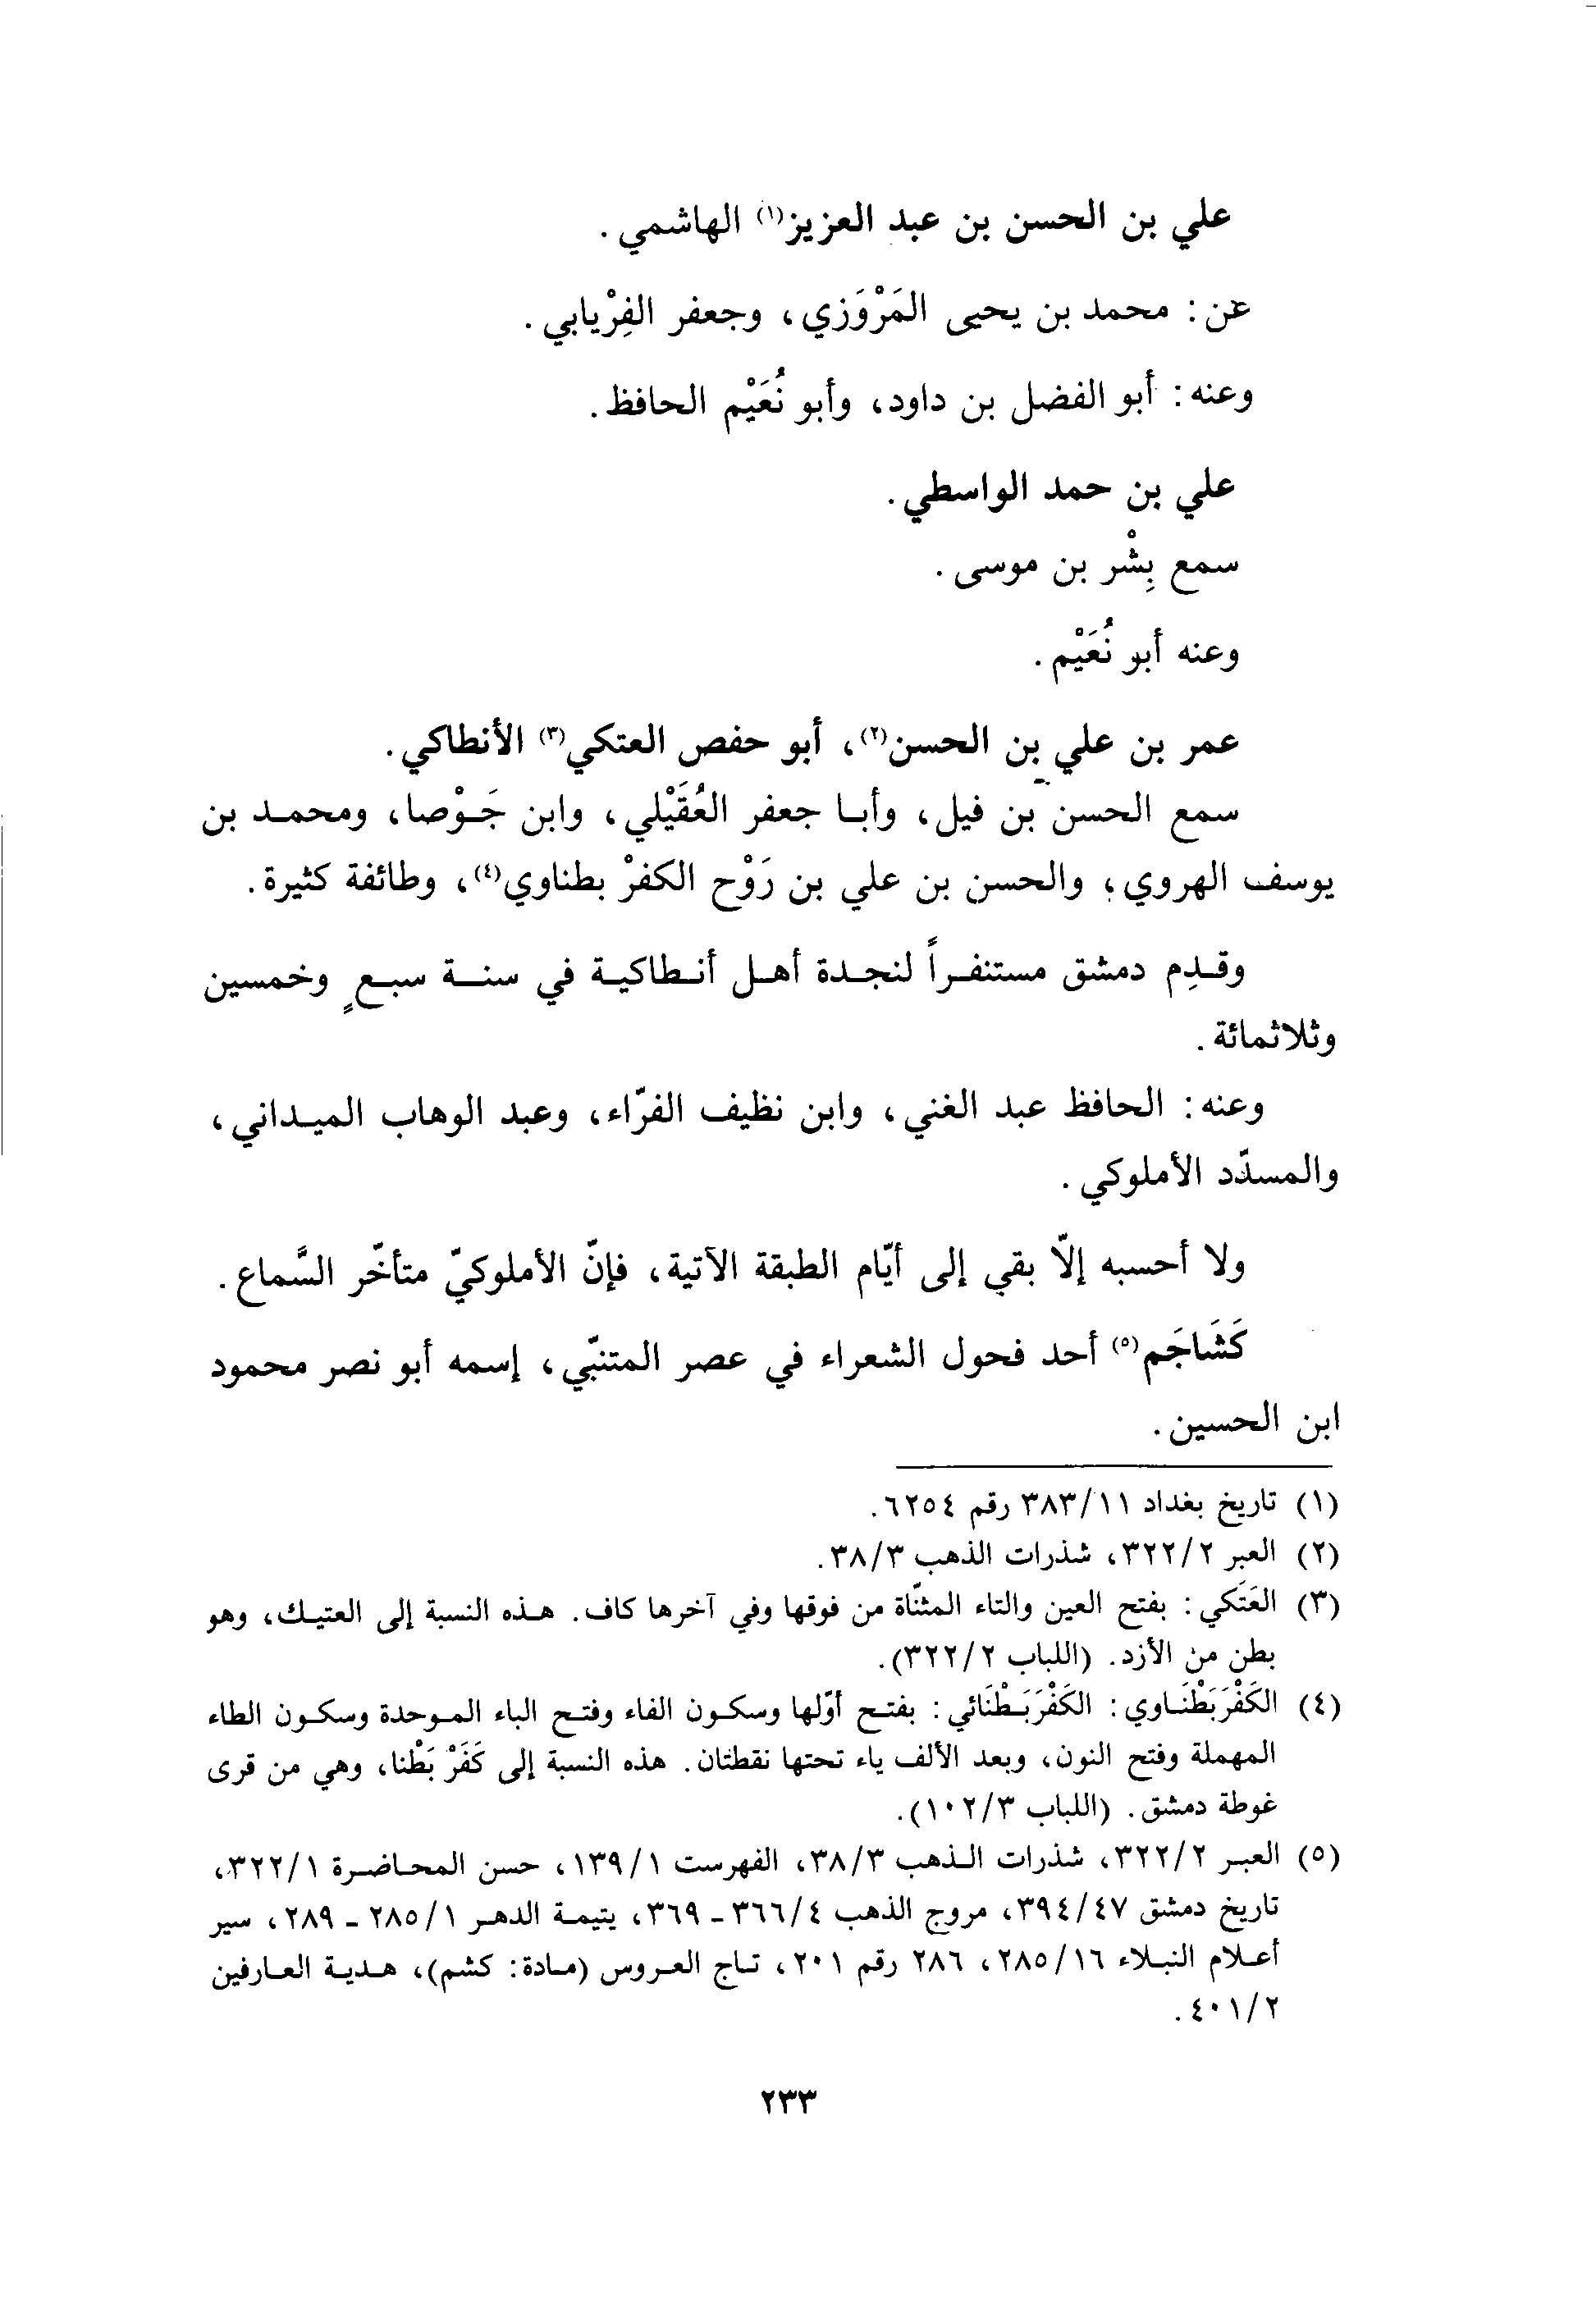 علي بن الحسن بن عبد العزيز(١) الهاشمي.
عن: محمد بن يحيى المَرْوَزي، وجعفر الفِرْيابي.
وعنه: أبو الفضل بن داود، وأبو نُعَيْم الحافظ.
علي بن حمد الواسطي.
سمع بِشْر بن موسى.
وعنه أبو نُعَيْم.
عمر بن علي بن الحسن(٢)، أبو حفص العتكي(٣) الأنطاكي.
سمع الحسن بن فيل، وأبا جعفر العُقَيْلي، وابن جَوْصا، ومحمد بن
يوسف الهروي، والحسن بن علي بن رَوْح الكفرْ بطناوي(٤)، وطائفة كثيرة.
وقدِم دمشق مستنفراً لنجدة أهل أنطاكية في سنة سبعٍ وخمسين
وثلاثمائة.
وعنه: الحافظ عبد الغني، وابن نظيف الفرّاء، وعبد الوهاب الميداني،
والمسدّد الأملوكي.
ولا أحسبه إلّا بقي إلى أيّام الطبقة الآتية، فإنّ الأملوكيّ متأخّر السَّماع.
كَشَاجَم(٥) أحد فحول الشعراء في عصر المتنبّي، إسمه أبو نصر محمود
ابن الحسين.
(١) تاريخ بغداد ٣٨٣/١١ رقم ٦٢٥٤.
(٢) العبر ٣٢٢/٢، شذرات الذهب ٣٨/٣.
(٣) العَتَكي: بفتح العين والتاء المثنّاة من فوقها وفي آخرها كاف. هذه النسبة إلى العتيك، وهو
بطن من الأزد. (اللباب ٣٢٢/٢).
(٤) الكَفْرَبَطْنَاوي: الكَفْرَبَطْنَائي: بفتح أوّلها وسكون الفاء وفتح الباء الموحدة وسكون الطاء
المهملة وفتح النون، وبعد الألف ياء تحتها نقطتان. هذه النسبة إلى كَفَرْ بَطْنا، وهي من قرى
غوطة دمشق. (اللباب ١٠٢/٣).
(٥) العبر ٣٢٢/٢، شذرات الذهب ٣٨/٣، الفهرست ١٣٩/١، حسن المحاضرة ٣٢٢/١،
تاريخ دمشق ٣٩٤/٤٧، مروج الذهب ٣٦٦/٤ - ٣٦٩، يتيمة الدهر ٢٨٥/١ - ٢٨٩، سير
أعلام النبلاء ٢٨٥/١٦، ٢٨٦ رقم ٢٠١، تاج العروس (مادة: كشم)، هدية العارفين
٤٠١/٢.
٢٣٣